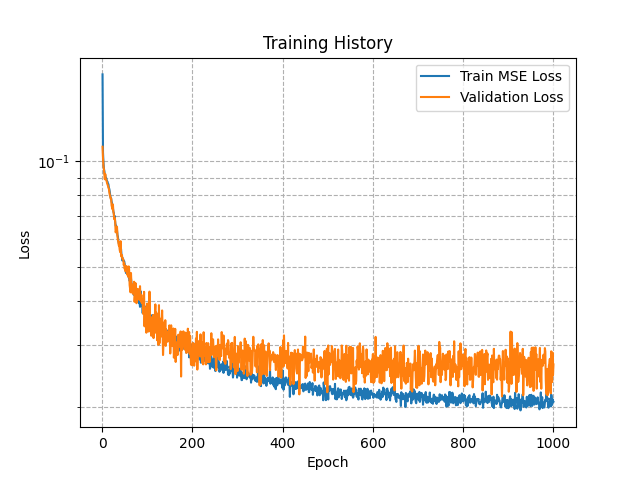 Training History
Train MSE Loss
Validation Loss
10⁻¹
Loss
0 200 400 600 800 1000
Epoch